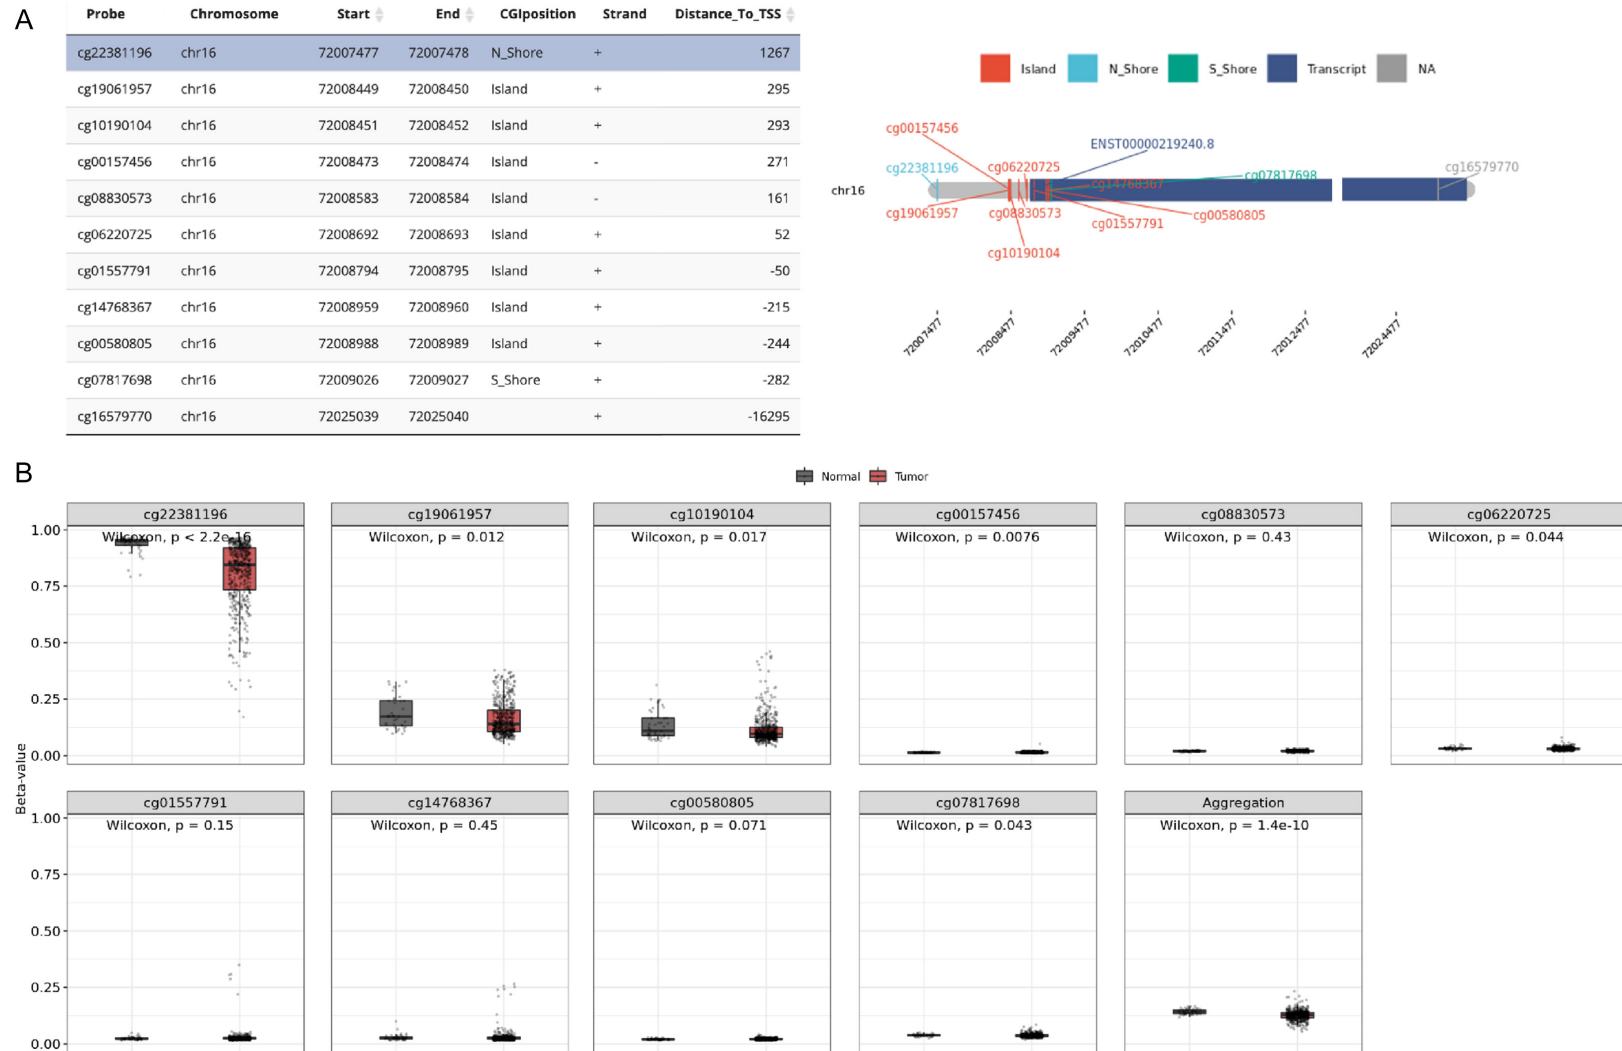 A
Probe Chromosome Start End CGIposition Strand Distance_To_TSS
cg22381196 chr16 72007477 72007478 N_Shore + 1267
cg19061957 chr16 72008449 72008450 Island + 295
cg10190104 chr16 72008451 72008452 Island + 293
cg00157456 chr16 72008473 72008474 Island - 271
cg08830573 chr16 72008583 72008584 Island - 161
cg06220725 chr16 72008692 72008693 Island + 52
cg01557791 chr16 72008794 72008795 Island + -50
cg14768367 chr16 72008959 72008960 Island + -215
cg00580805 chr16 72008988 72008989 Island + -244
cg07817698 chr16 72009026 72009027 S_Shore + -282
cg16579770 chr16 72025039 72025040 + -16295
Island N_Shore S_Shore Transcript NA
cg00157456
ENST00000219240.8
cg22381196 cg06220725 cg07817698 cg16579770
chr16 cg14768367
cg19061957 cg08830573 cg01557791 cg00580805
cg10190104
72007477 72008477 72009477 72010477 72011477 72012477 72024477
B
Normal Tumor
cg22381196 cg19061957 cg10190104 cg00157456 cg08830573 cg06220725
Wilcoxon, p < 2.2e-16 Wilcoxon, p = 0.012 Wilcoxon, p = 0.017 Wilcoxon, p = 0.0076 Wilcoxon, p = 0.43 Wilcoxon, p = 0.044
1.00
0.75
0.50
0.25
0.00
Beta-value
cg01557791 cg14768367 cg00580805 cg07817698 Aggregation
Wilcoxon, p = 0.15 Wilcoxon, p = 0.45 Wilcoxon, p = 0.071 Wilcoxon, p = 0.043 Wilcoxon, p = 1.4e-10
1.00
0.75
0.50
0.25
0.00